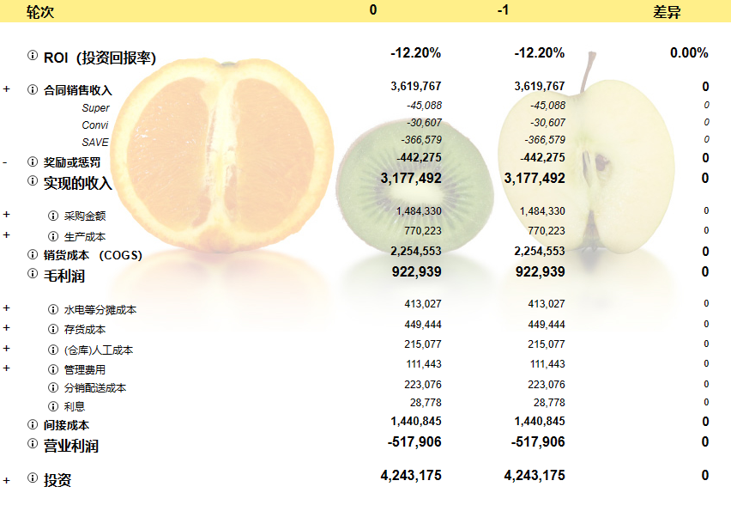 轮次 0 -1 差异
ROI（投资回报率） -12.20% -12.20% 0.00%
+ 合同销售收入 3,619,767 3,619,767 0
Super -45,088 -45,088 0
Convi -30,607 -30,607 0
SAVE -366,579 -366,579 0
- 奖励或惩罚 -442,275 -442,275 0
实现的收入 3,177,492 3,177,492 0
+ 采购金额 1,484,330 1,484,330 0
+ 生产成本 770,223 770,223 0
销货成本 （COGS） 2,254,553 2,254,553 0
毛利润 922,939 922,939 0
+ 水电等分摊成本 413,027 413,027 0
+ 存货成本 449,444 449,444 0
+ (仓库)人工成本 215,077 215,077 0
+ 管理费用 111,443 111,443 0
分销配送成本 223,076 223,076 0
利息 28,778 28,778 0
间接成本 1,440,845 1,440,845 0
营业利润 -517,906 -517,906 0
+ 投资 4,243,175 4,243,175 0